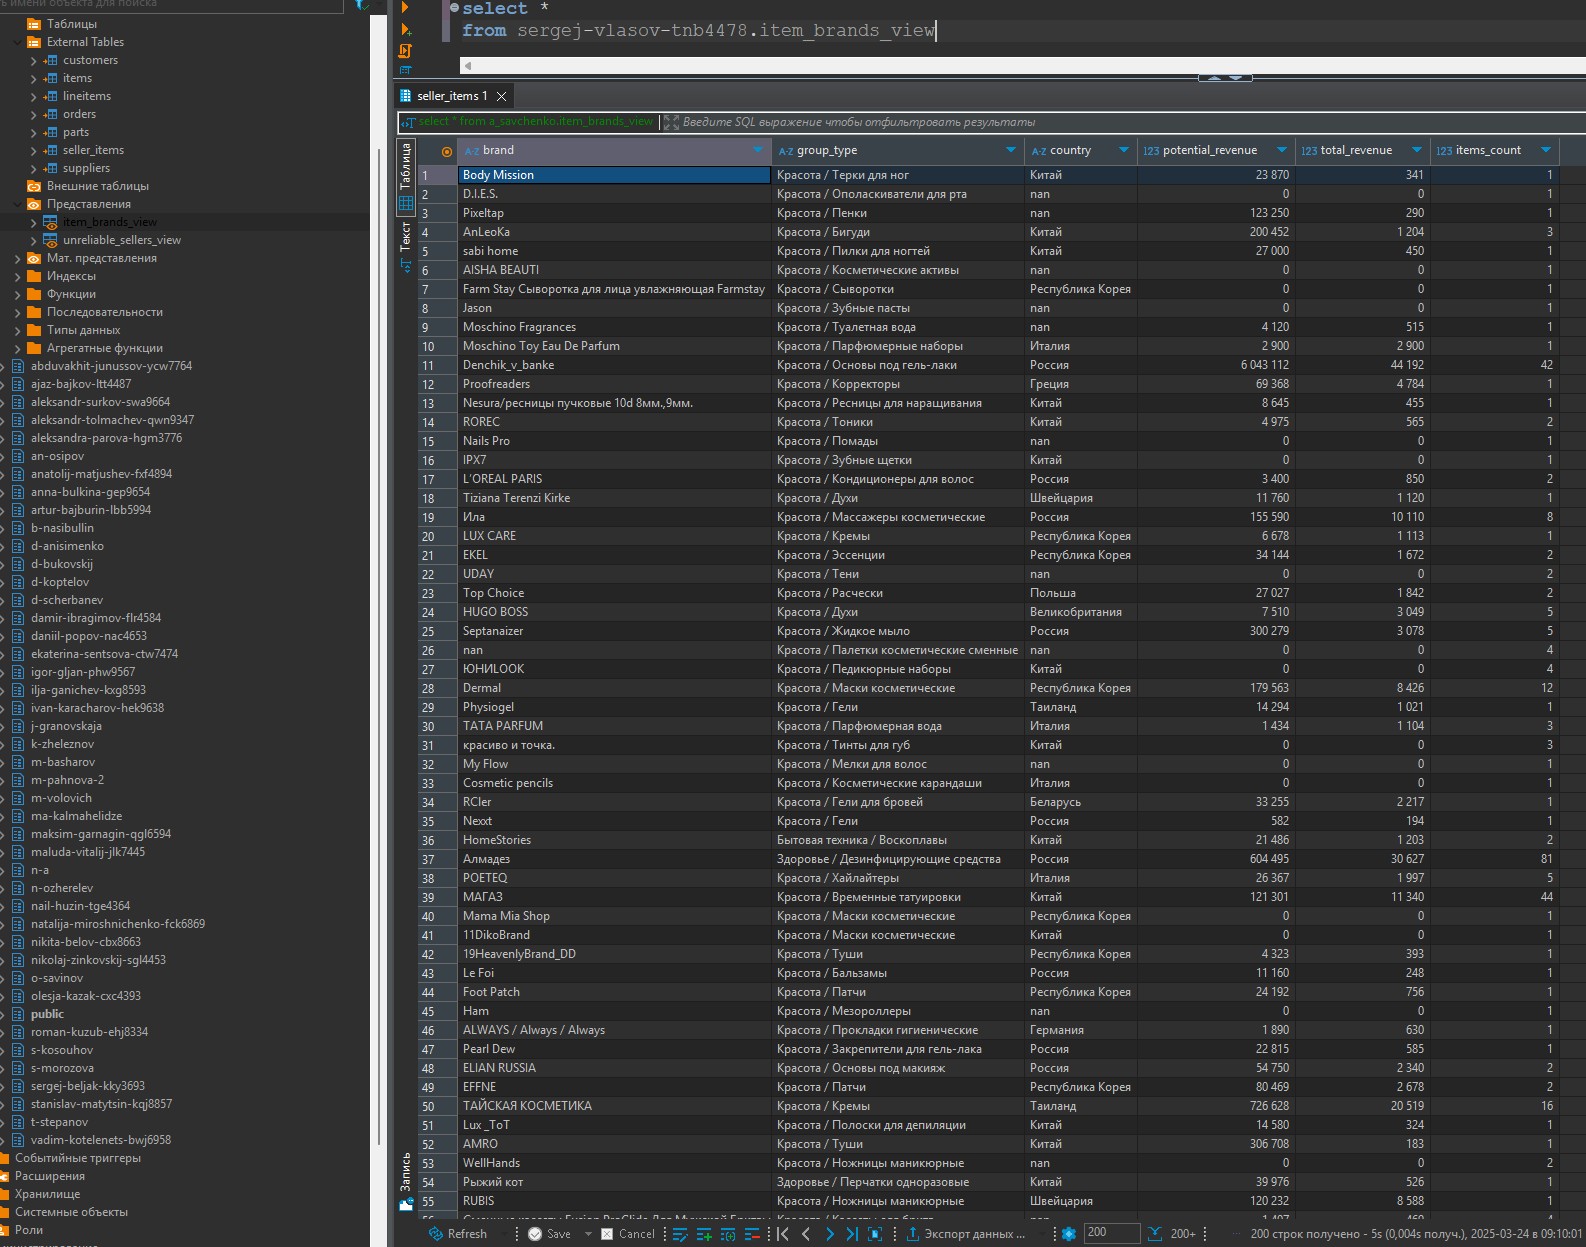 ть имени объекта для поиска
Таблицы
External Tables
customers
items
lineitems
orders
parts
seller_items
suppliers
Внешние таблицы
Представления
item_brands_view
unreliable_sellers_view
Мат. представления
Индексы
Функции
Последовательности
Типы данных
Агрегатные функции
abduvakhit-junussov-ycw7764
ajaz-bajkov-ltt4487
aleksandr-surkov-swa9664
aleksandr-tolmachev-qwn9347
aleksandra-parova-hgm3776
an-osipov
anatolij-matjushev-fxf4894
anna-bulkina-gep9654
artur-bajburin-lbb5994
b-nasibullin
d-anisimenko
d-bukovskij
d-koptelov
d-scherbanev
damir-ibragimov-flr4584
daniil-popov-nac4653
ekaterina-sentsova-ctw7474
igor-gljan-phw9567
ilja-ganichev-kxg8593
ivan-karacharov-hek9638
j-granovskaja
k-zheleznov
m-basharov
m-pahnova-2
m-volovich
ma-kalmahelidze
maksim-garnagin-qgl6594
maluda-vitalij-jlk7445
n-a
n-ozherelev
nail-huzin-tge4364
natalija-miroshnichenko-fck6869
nikita-belov-cbx8663
nikolaj-zinkovskij-sgl4453
o-savinov
olesja-kazak-cxc4393
public
roman-kuzub-ehj8334
s-kosouhov
s-morozova
sergej-beljak-kky3693
stanislav-matytsin-kqj8857
t-stepanov
vadim-kotelenets-bwj6958
Событийные триггеры
Расширения
Хранилище
Системные объекты
Роли
select *
from sergej-vlasov-tnb4478.item_brands_view
seller_items 1
select * from a_savchenko.item_brands_view Введите SQL выражение чтобы отфильтровать результаты
Таблица
Текст
Запись
A-Z brand A-Z group_type A-Z country 123 potential_revenue 123 total_revenue 123 items_count
1 Body Mission Красота / Терки для ног Китай 23 870 341 1
2 D.I.E.S. Красота / Ополаскиватели для рта nan 0 0 1
3 Pixeltap Красота / Пенки nan 123 250 290 1
4 AnLeoKa Красота / Бигуди Китай 200 452 1 204 3
5 sabi home Красота / Пилки для ногтей Китай 27 000 450 1
6 AISHA BEAUTI Красота / Косметические активы nan 0 0 1
7 Farm Stay Сыворотка для лица увлажняющая Farmstay Красота / Сыворотки Республика Корея 0 0 1
8 Jason Красота / Зубные пасты nan 0 0 1
9 Moschino Fragrances Красота / Туалетная вода nan 4 120 515 1
10 Moschino Toy Eau De Parfum Красота / Парфюмерные наборы Италия 2 900 2 900 1
11 Denchik_v_banke Красота / Основы под гель-лаки Россия 6 043 112 44 192 42
12 Proofreaders Красота / Корректоры Греция 69 368 4 784 1
13 Nesura/ресницы пучковые 10d 8мм.,9мм. Красота / Ресницы для наращивания Китай 8 645 455 1
14 ROREC Красота / Тоники Китай 4 975 565 2
15 Nails Pro Красота / Помады nan 0 0 1
16 IPX7 Красота / Зубные щетки Китай 0 0 1
17 L'OREAL PARIS Красота / Кондиционеры для волос Россия 3 400 850 2
18 Tiziana Terenzi Kirke Красота / Духи Швейцария 11 760 1 120 1
19 Ила Красота / Массажеры косметические Россия 155 590 10 110 8
20 LUX CARE Красота / Кремы Республика Корея 6 678 1 113 1
21 EKEL Красота / Эссенции Республика Корея 34 144 1 672 2
22 UDAY Красота / Тени nan 0 0 2
23 Top Choice Красота / Расчески Польша 27 027 1 842 2
24 HUGO BOSS Красота / Духи Великобритания 7 510 3 049 5
25 Septanaizer Красота / Жидкое мыло Россия 300 279 3 078 5
26 nan Красота / Палетки косметические сменные nan 0 0 4
27 ЮНИLOOK Красота / Педикюрные наборы Китай 0 0 4
28 Dermal Красота / Маски косметические Республика Корея 179 563 8 426 12
29 Physiogel Красота / Гели Таиланд 14 294 1 021 1
30 TATA PARFUM Красота / Парфюмерная вода Италия 1 434 1 104 3
31 красиво и точка. Красота / Тинты для губ Китай 0 0 3
32 My Flow Красота / Мелки для волос nan 0 0 1
33 Cosmetic pencils Красота / Косметические карандаши Италия 0 0 1
34 RCler Красота / Гели для бровей Беларусь 33 255 2 217 1
35 Nexxt Красота / Гели Россия 582 194 1
36 HomeStories Бытовая техника / Воскоплавы Китай 21 486 1 203 2
37 Алмадез Здоровье / Дезинфицирующие средства Россия 604 495 30 627 81
38 POETEQ Красота / Хайлайтеры Италия 26 367 1 997 5
39 МАГАЗ Красота / Временные татуировки Китай 121 301 11 340 44
40 Mama Mia Shop Красота / Маски косметические Республика Корея 0 0 1
41 11DikoBrand Красота / Маски косметические Китай 0 0 1
42 19HeavenlyBrand_DD Красота / Туши Республика Корея 4 323 393 1
43 Le Foi Красота / Бальзамы Россия 11 160 248 1
44 Foot Patch Красота / Патчи Республика Корея 24 192 756 1
45 Ham Красота / Мезороллеры nan 0 0 1
46 ALWAYS / Always / Always Красота / Прокладки гигиенические Германия 1 890 630 1
47 Pearl Dew Красота / Закрепители для гель-лака Россия 22 815 585 1
48 ELIAN RUSSIA Красота / Основы под макияж Россия 54 750 2 340 2
49 EFFNE Красота / Патчи Республика Корея 80 469 2 678 2
50 ТАЙСКАЯ КОСМЕТИКА Красота / Кремы Таиланд 726 628 20 519 16
51 Lux _ToT Красота / Полоски для депиляции Китай 14 580 324 1
52 AMRO Красота / Туши Китай 306 708 183 1
53 WellHands Красота / Ножницы маникюрные nan 0 0 2
54 Рыжий кот Здоровье / Перчатки одноразовые Китай 39 976 526 1
55 RUBIS Красота / Ножницы маникюрные Швейцария 120 232 8 588 1
Refresh Save Cancel Экспорт данных ... 200 200+ 200 строк получено - 5s (0,004s получ.), 2025-03-24 в 09:10:01